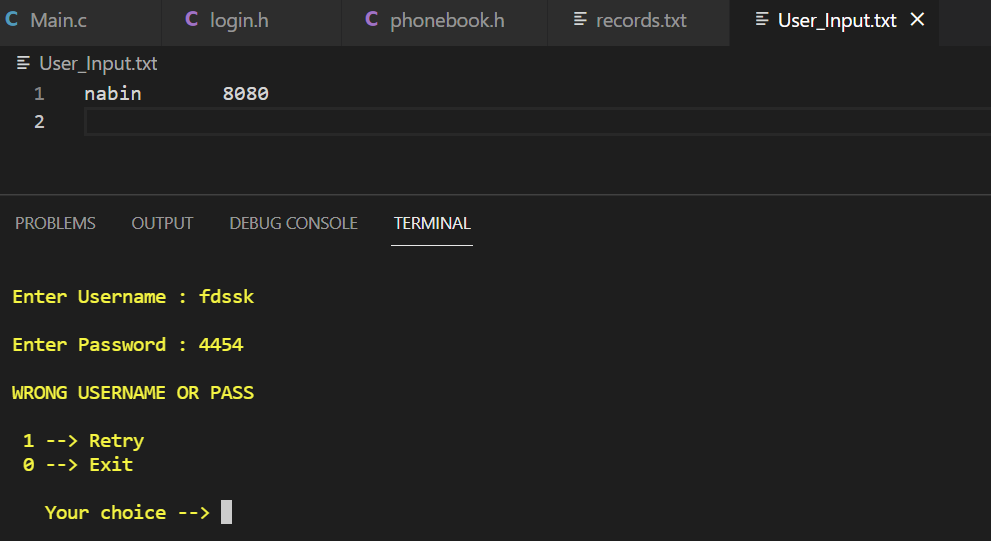 C Main.c C login.h C phonebook.h records.txt User_Input.txt
User_Input.txt
1 nabin 8080
2
PROBLEMS OUTPUT DEBUG CONSOLE TERMINAL
Enter Username : fdssk
Enter Password : 4454
WRONG USERNAME OR PASS
1 --> Retry
0 --> Exit
Your choice -->